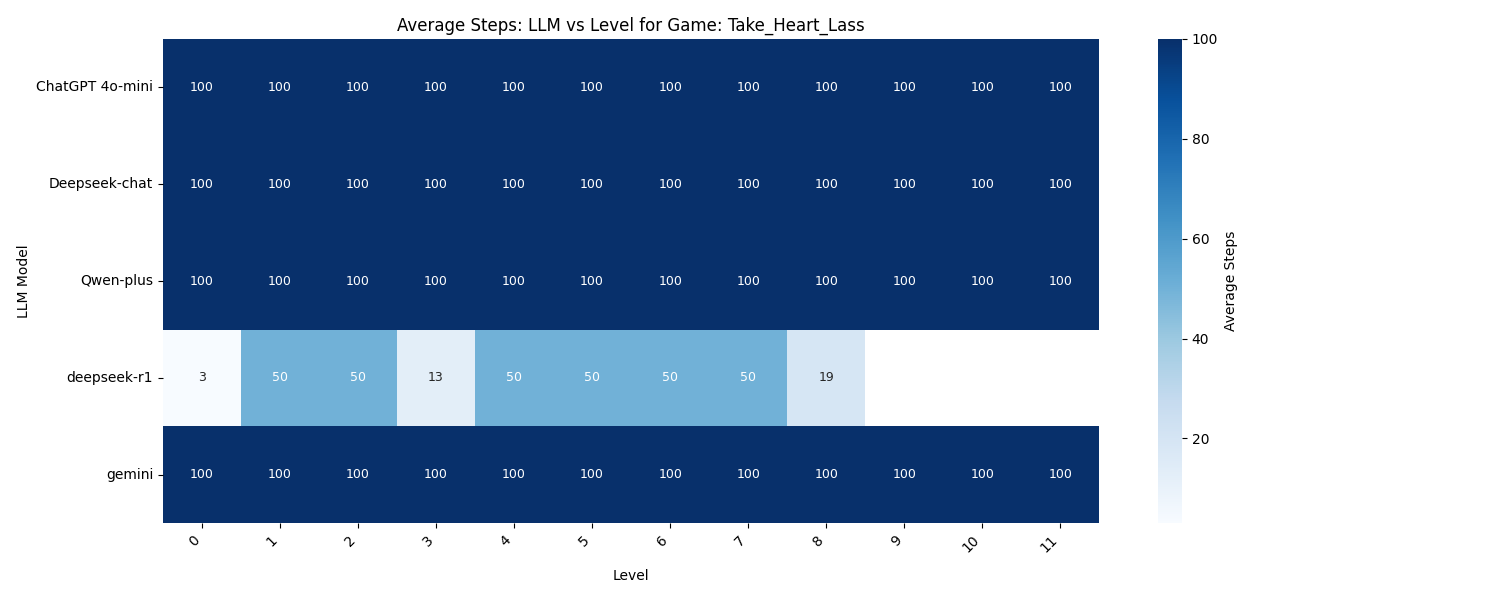 Average Steps: LLM vs Level for Game: Take_Heart_Lass
LLM Model
ChatGPT 4o-mini 100 100 100 100 100 100 100 100 100 100 100 100
Deepseek-chat 100 100 100 100 100 100 100 100 100 100 100 100
Qwen-plus 100 100 100 100 100 100 100 100 100 100 100 100
deepseek-r1 3 50 50 13 50 50 50 50 19
gemini 100 100 100 100 100 100 100 100 100 100 100 100
0 1 2 3 4 5 6 7 8 9 10 11
Level
100
80
60
40
20
Average Steps